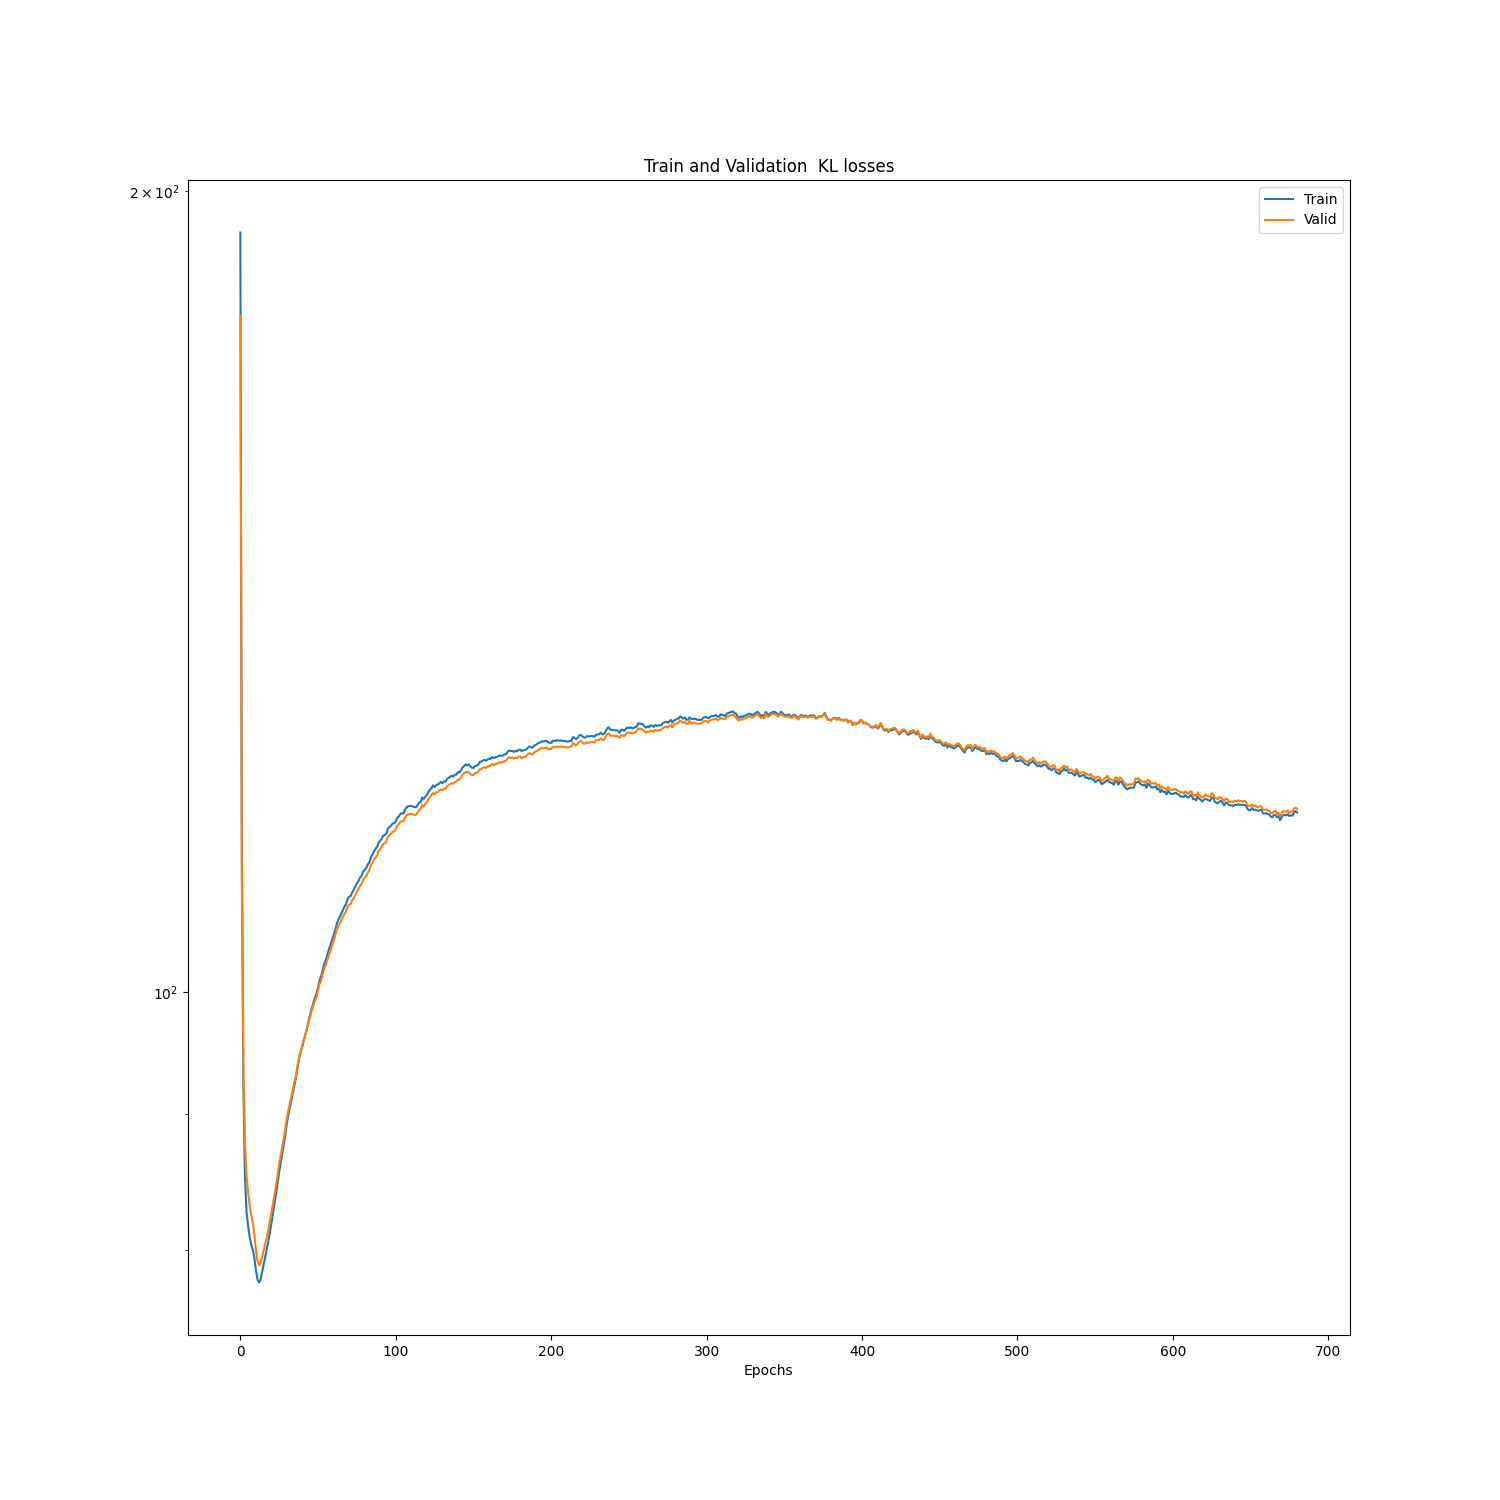 Train and Validation  KL losses
2 × 10²
Train
Valid
10²
0 100 200 300 400 500 600 700
Epochs